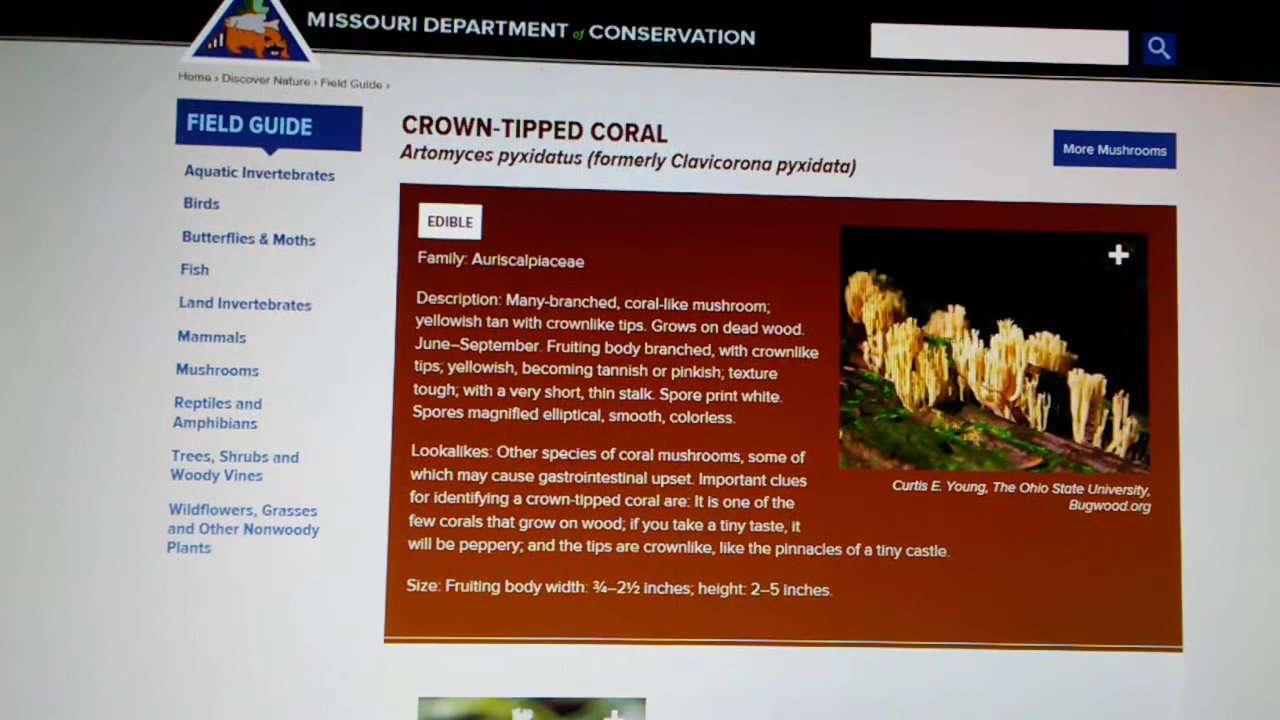 MISSOURI DEPARTMENT of CONSERVATION
Home › Discover Nature › Field Guide ›
FIELD GUIDE
Aquatic Invertebrates
Birds
Butterflies & Moths
Fish
Land Invertebrates
Mammals
Mushrooms
Reptiles and
Amphibians
Trees, Shrubs and
Woody Vines
Wildflowers, Grasses
and Other Nonwoody
Plants
CROWN-TIPPED CORAL
Artomyces pyxidatus (formerly Clavicorona pyxidata)
More Mushrooms
EDIBLE
Family: Auriscalpiaceae
Description: Many-branched, coral-like mushroom;
yellowish tan with crownlike tips. Grows on dead wood.
June–September. Fruiting body branched, with crownlike
tips; yellowish, becoming tannish or pinkish; texture
tough; with a very short, thin stalk. Spore print white.
Spores magnified elliptical, smooth, colorless.
Lookalikes: Other species of coral mushrooms, some of
which may cause gastrointestinal upset. Important clues
for identifying a crown-tipped coral are: It is one of the
few corals that grow on wood; if you take a tiny taste, it
will be peppery; and the tips are crownlike, like the pinnacles of a tiny castle.
Size: Fruiting body width: ¾–2½ inches; height: 2–5 inches.
Curtis E. Young, The Ohio State University,
Bugwood.org